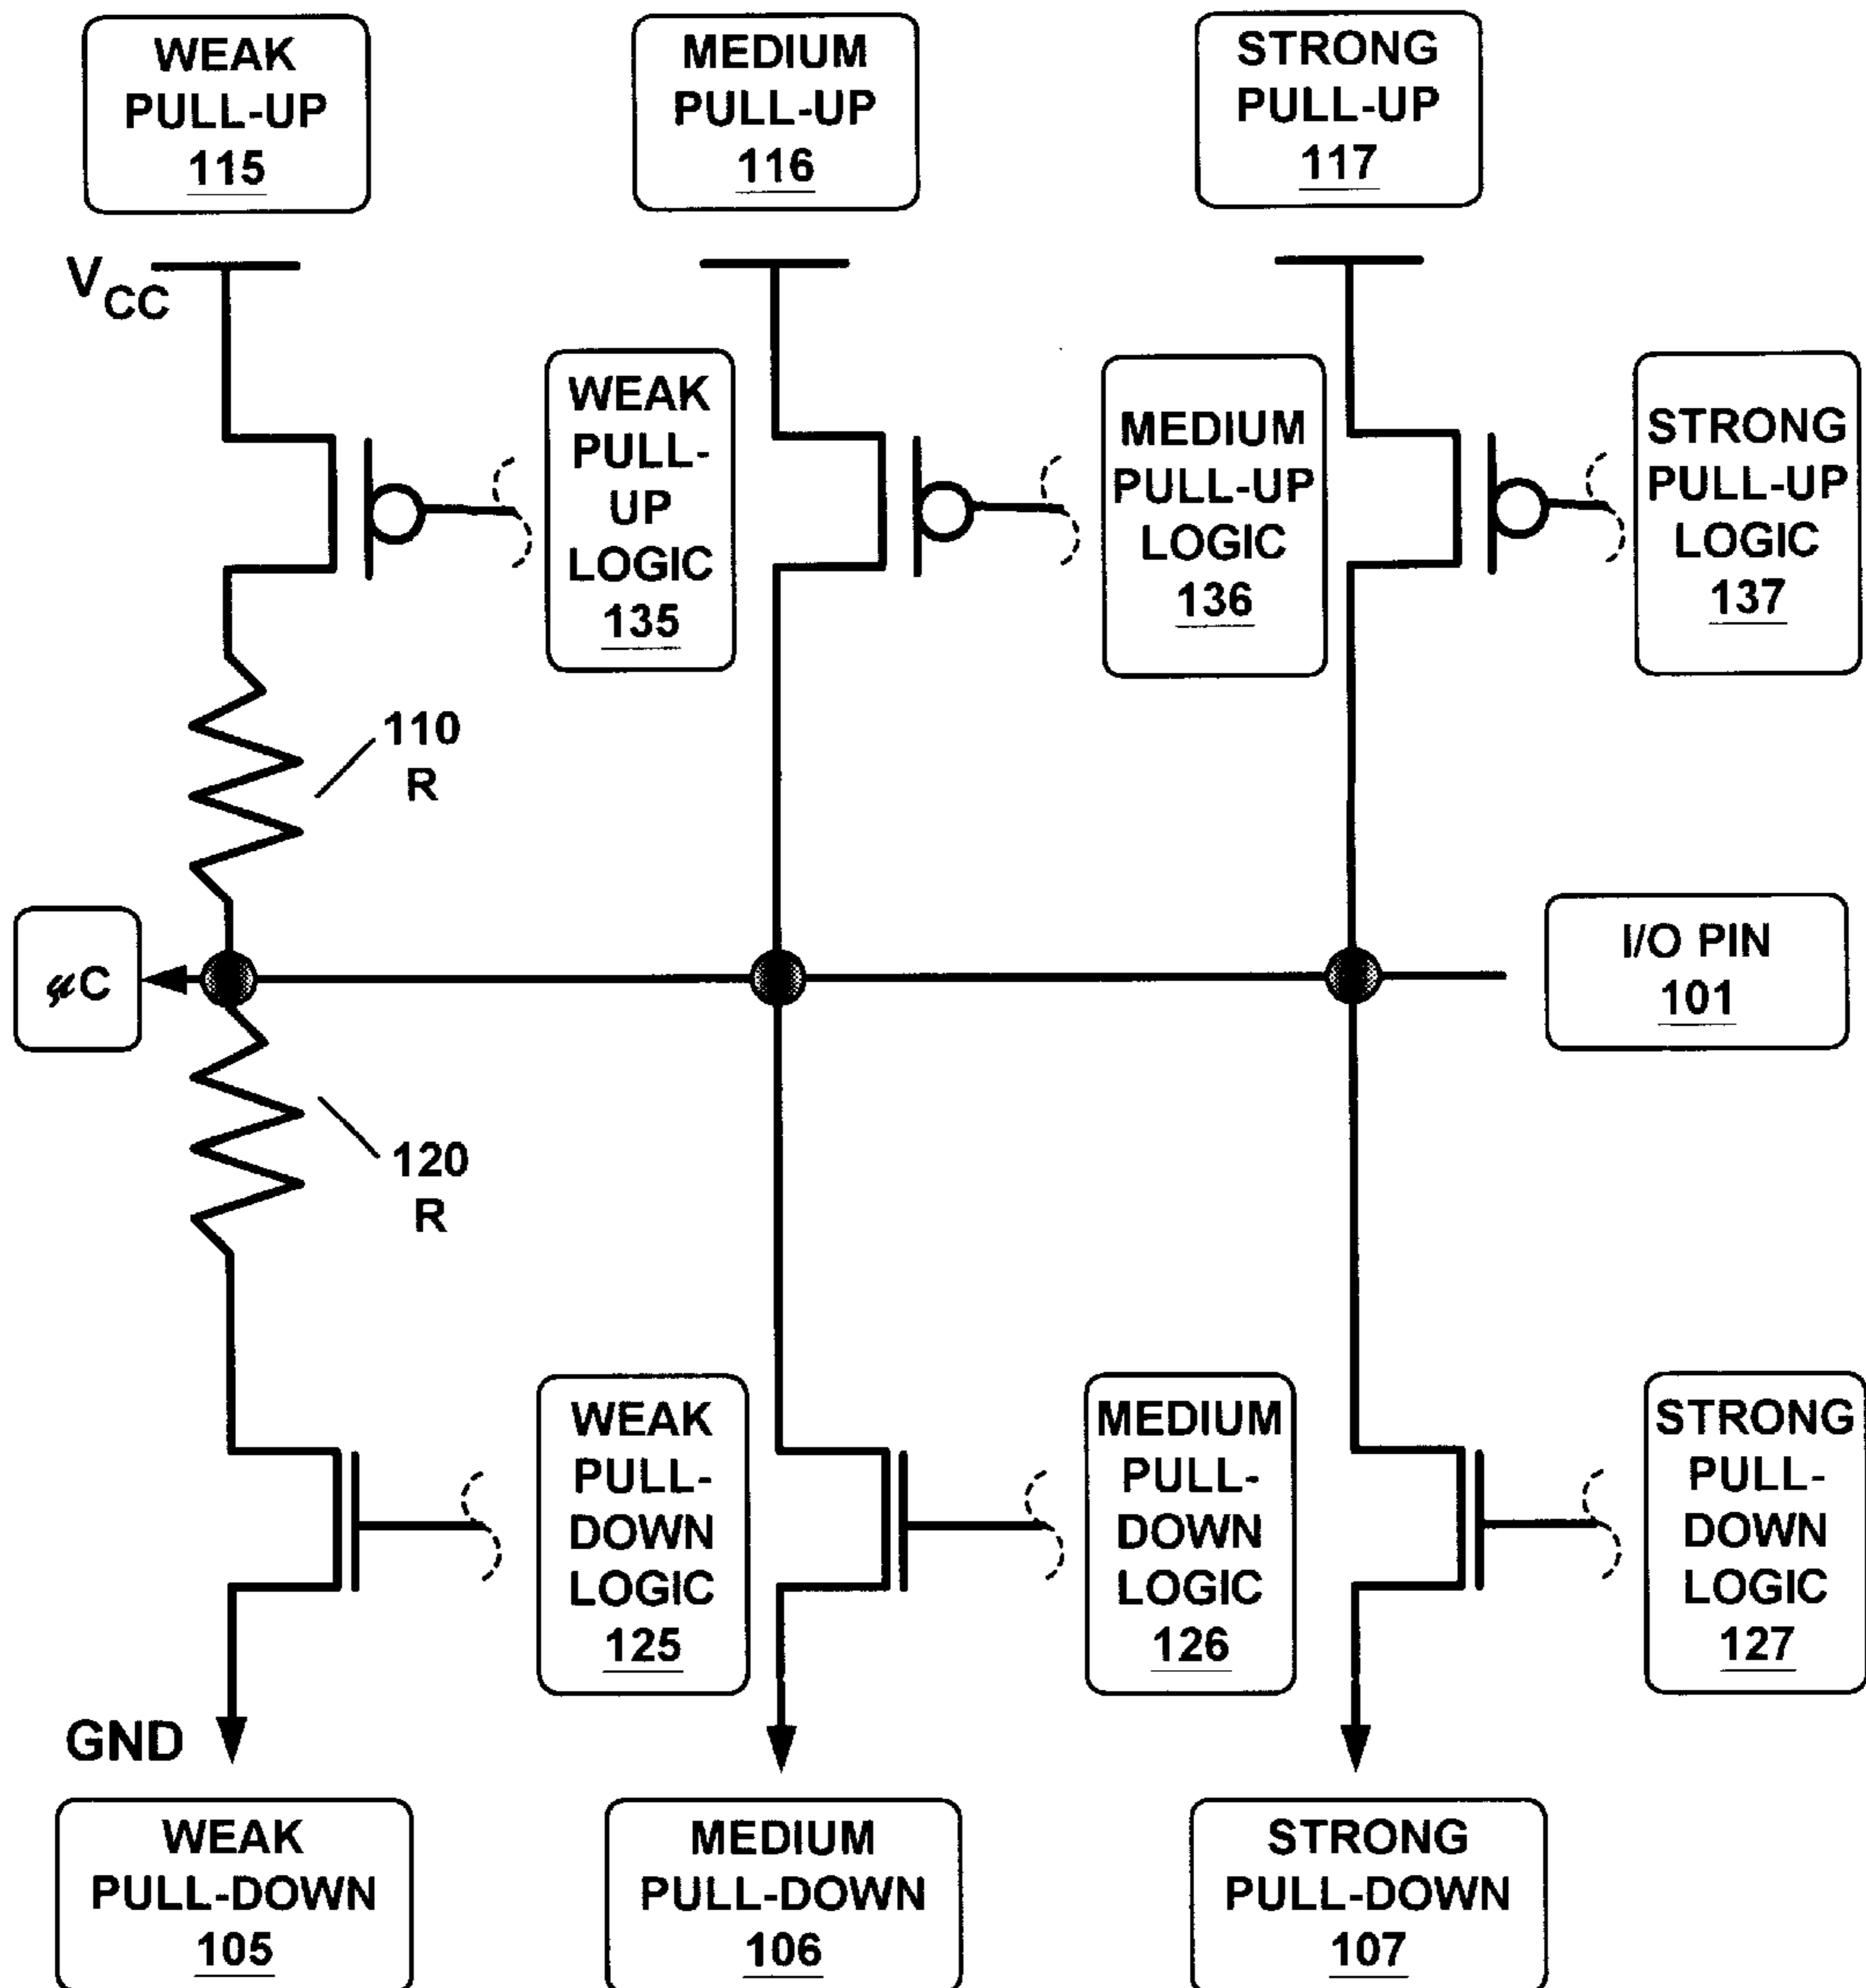 WEAK
PULL-UP
115
MEDIUM
PULL-UP
116
STRONG
PULL-UP
117
VCC
WEAK
PULL-
UP
LOGIC
135
MEDIUM
PULL-UP
LOGIC
136
STRONG
PULL-UP
LOGIC
137
110
R
μC
I/O PIN
101
120
R
WEAK
PULL-
DOWN
LOGIC
125
MEDIUM
PULL-
DOWN
LOGIC
126
STRONG
PULL-
DOWN
LOGIC
127
GND
WEAK
PULL-DOWN
105
MEDIUM
PULL-DOWN
106
STRONG
PULL-DOWN
107